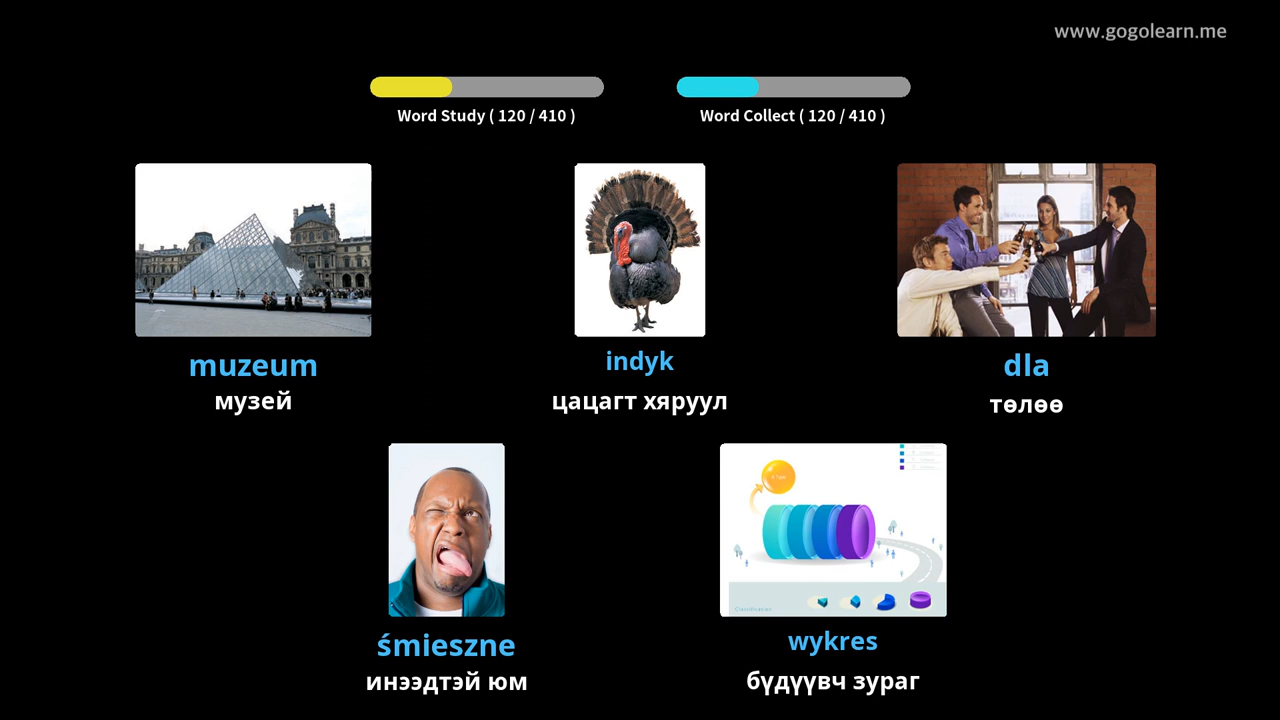 www.gogolearn.me
Word Study ( 120 / 410 )
Word Collect ( 120 / 410 )
muzeum
музей
indyk
цацагт хяруул
dla
төлөө
śmieszne
инээдтэй юм
wykres
бүдүүвч зураг